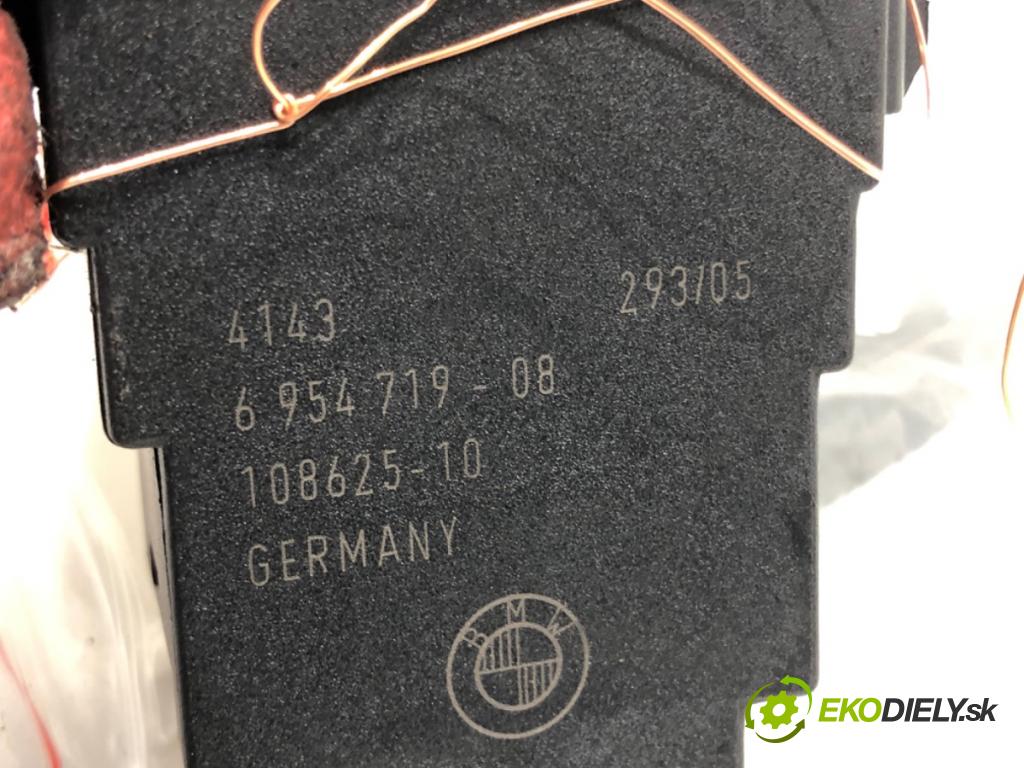 4143 293/05
6 954 719 - 08
108625-10
GERMANY
BMW
EKODIELY.sk